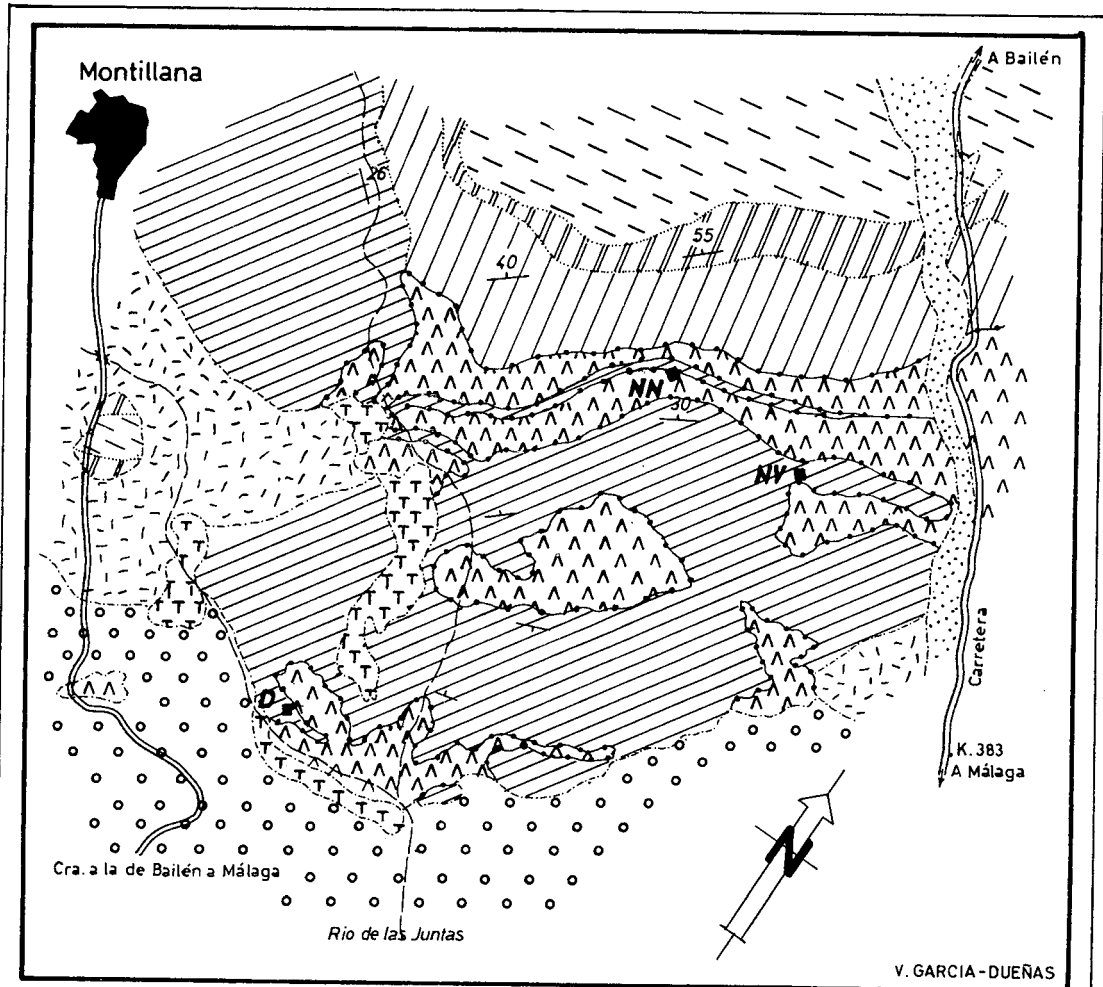 Montillana
A Bailén
26
55
40
NN
30
NV
D
Carretera
K. 383
A Málaga
Cra. a la de Bailén a Málaga
N
Rio de las Juntas
V. GARCIA-DUEÑAS